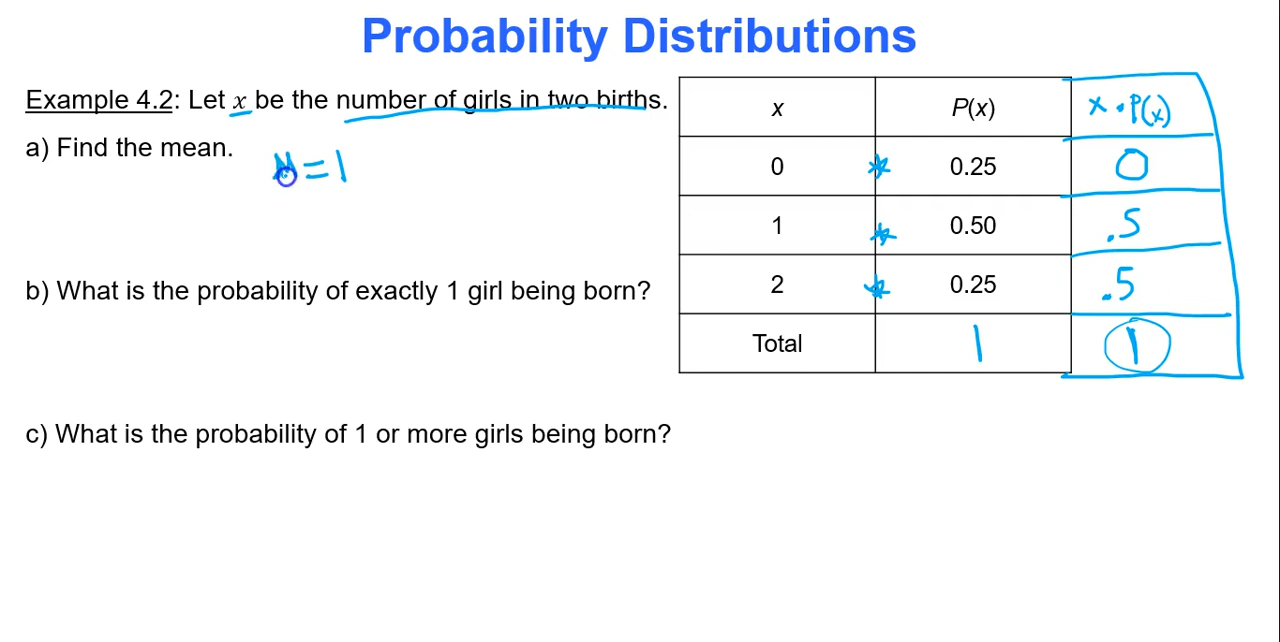 Probability Distributions
Example 4.2: Let x be the number of girls in two births.
a) Find the mean.
μ = 1
b) What is the probability of exactly 1 girl being born?
c) What is the probability of 1 or more girls being born?
x P(x) x · P(x)
0 * 0.25 0
1 * 0.50 .5
2 * 0.25 .5
Total 1 1